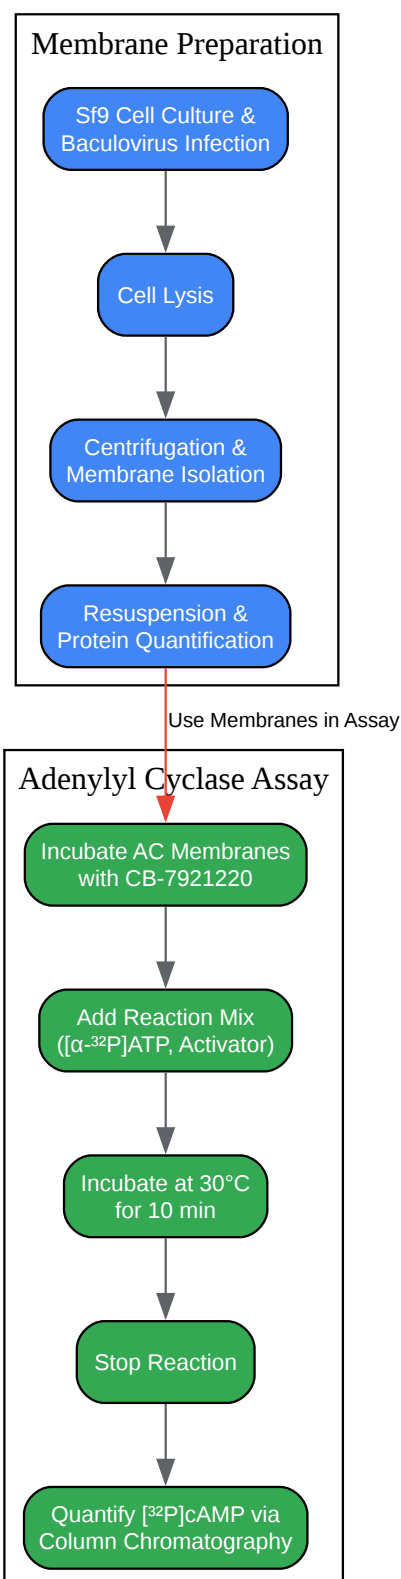 Membrane Preparation
Sf9 Cell Culture &
Baculovirus Infection
Cell Lysis
Centrifugation &
Membrane Isolation
Resuspension &
Protein Quantification
Use Membranes in Assay
Adenylyl Cyclase Assay
Incubate AC Membranes
with CB-7921220
Add Reaction Mix
([α-³²P]ATP, Activator)
Incubate at 30°C
for 10 min
Stop Reaction
Quantify [³²P]cAMP via
Column Chromatography